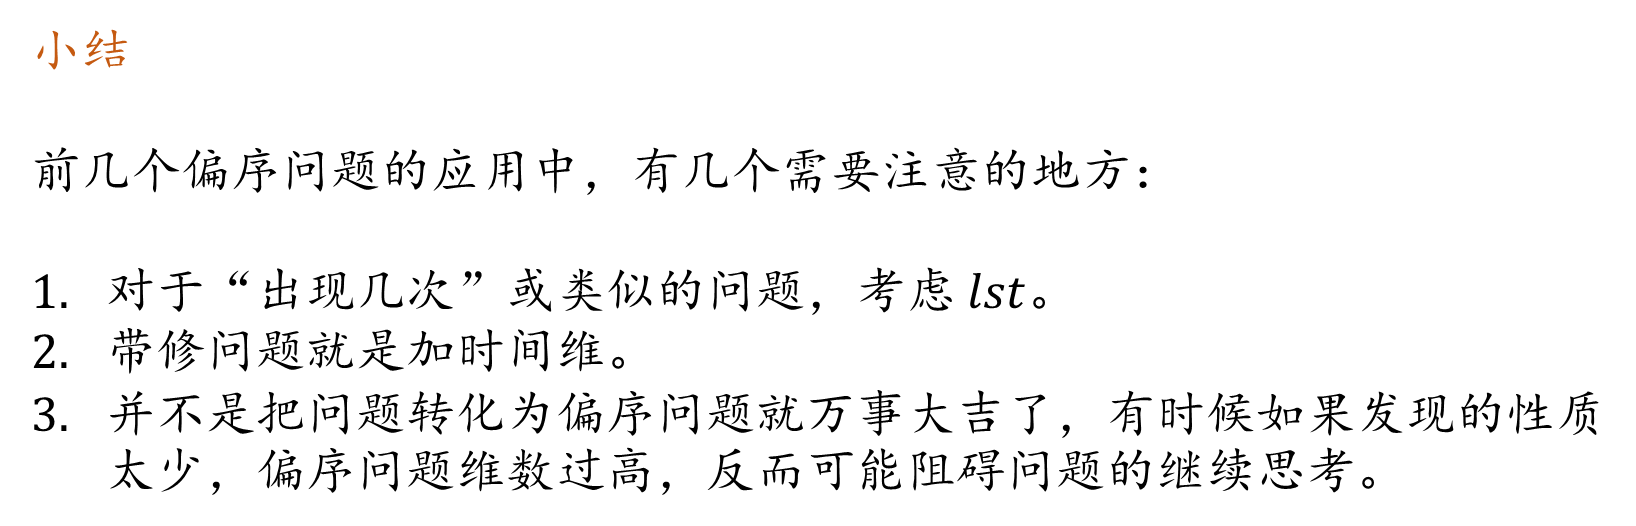 小结
前几个偏序问题的应用中，有几个需要注意的地方：
1. 对于“出现几次”或类似的问题，考虑 lst。
2. 带修问题就是加时间维。
3. 并不是把问题转化为偏序问题就万事大吉了，有时候如果发现的性质
太少，偏序问题维数过高，反而可能阻碍问题的继续思考。